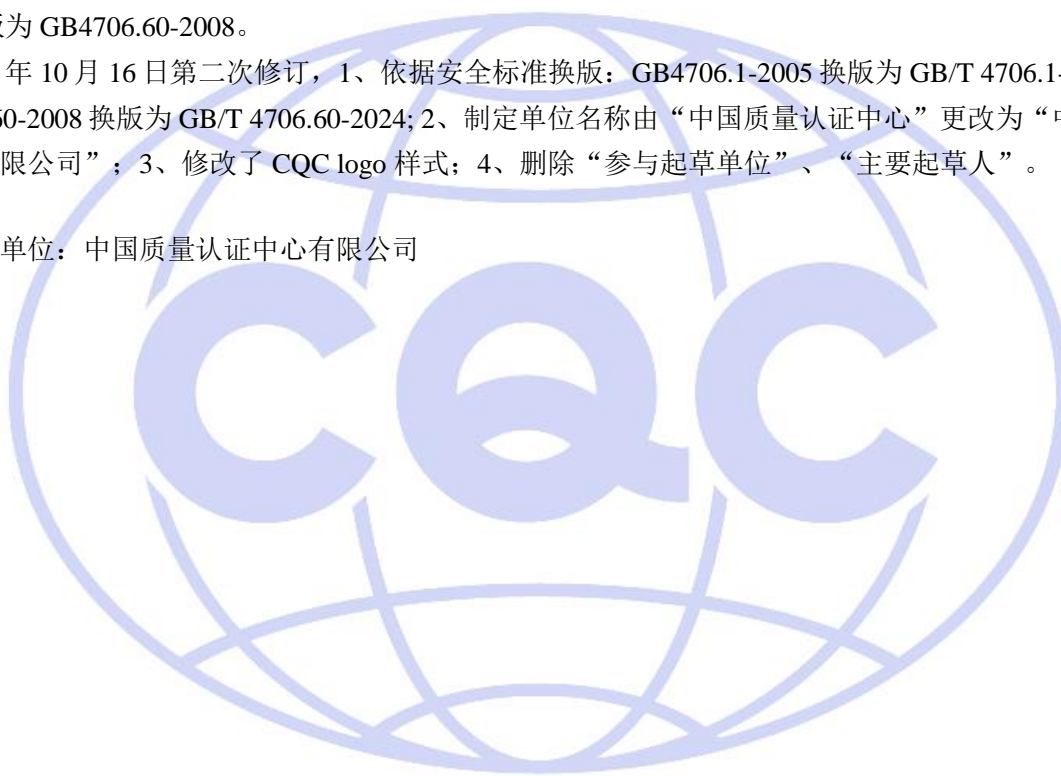 版为 GB4706.60-2008。
年 10 月 16 日第二次修订，1、依据安全标准换版：GB4706.1-2005 换版为 GB/T 4706.1-
60-2008 换版为 GB/T 4706.60-2024; 2、制定单位名称由“中国质量认证中心”更改为“中
限公司”；3、修改了 CQC logo 样式；4、删除“参与起草单位”、“主要起草人”。
单位：中国质量认证中心有限公司
CQC